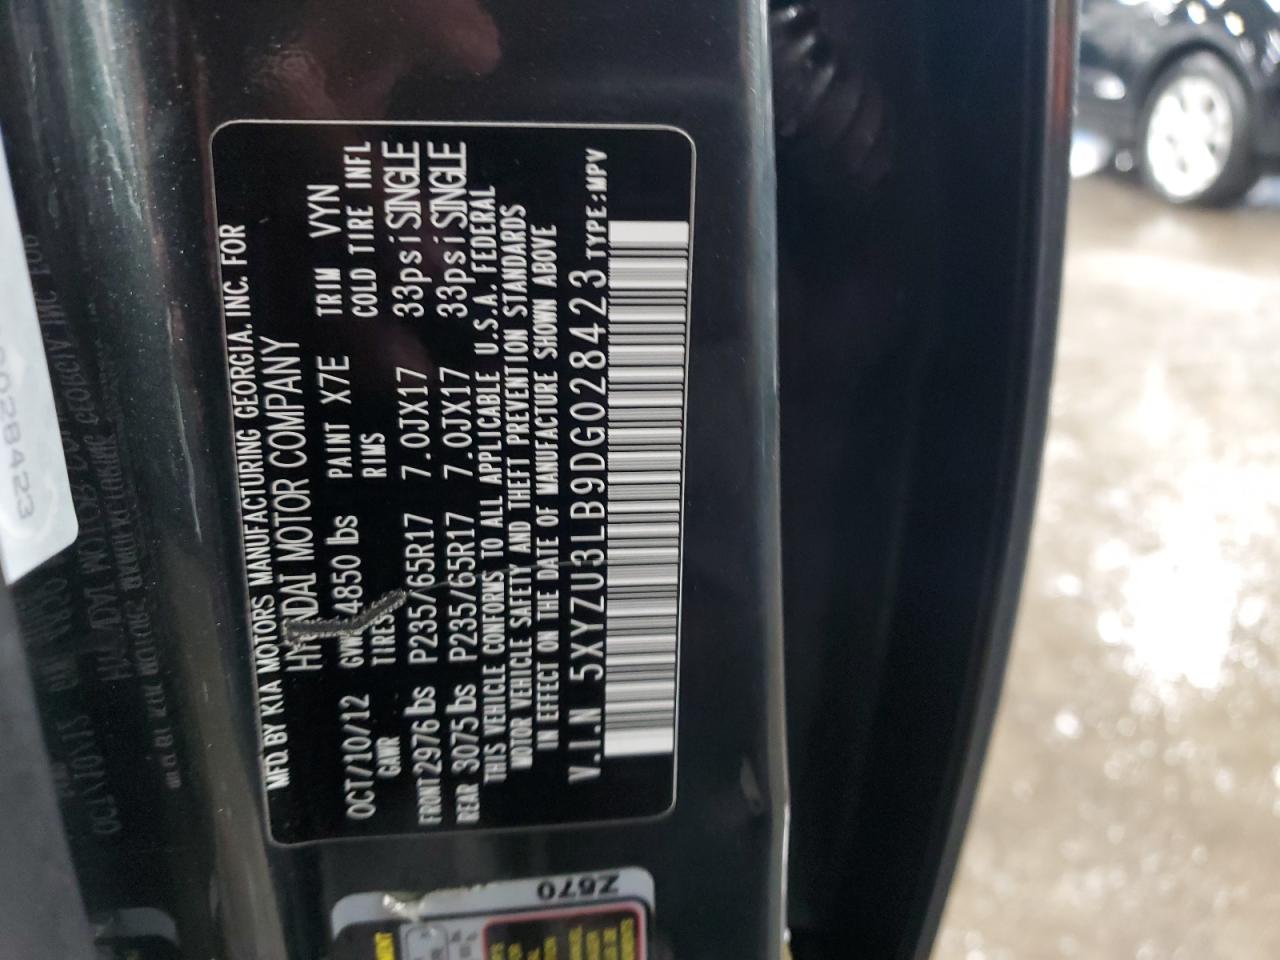 MFD. BY KIA MOTORS MANUFACTURING GEORGIA, INC. FOR
HYUNDAI MOTOR COMPANY
OCT/10/12 GVWR 4850 lbs PAINT X7E TRIM VYN
GAWR TIRES RIMS COLD TIRE INFL
FRONT 2976 lbs P235/65R17 7.0JX17 33psi SINGLE
REAR 3075 lbs P235/65R17 7.0JX17 33psi SINGLE
THIS VEHICLE CONFORMS TO ALL APPLICABLE U.S.A. FEDERAL
MOTOR VEHICLE SAFETY AND THEFT PREVENTION STANDARDS
IN EFFECT ON THE DATE OF MANUFACTURE SHOWN ABOVE
V.I.N 5XYZU3LB9DG028423 TYPE:MPV
Z670
028423